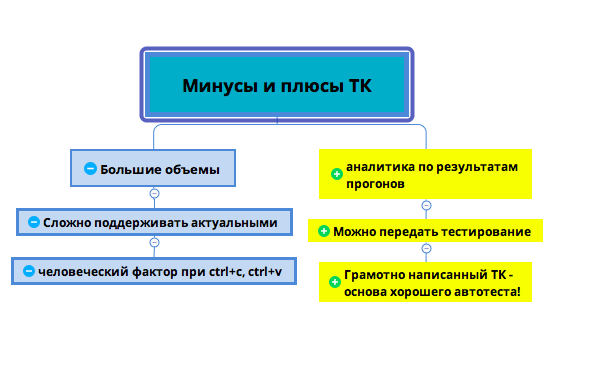 Минусы и плюсы ТК
Большие объемы
Сложно поддерживать актуальными
человеческий фактор при ctrl+c, ctrl+v
аналитика по результатам
прогонов
Можно передать тестирование
Грамотно написанный ТК -
основа хорошего автотеста!